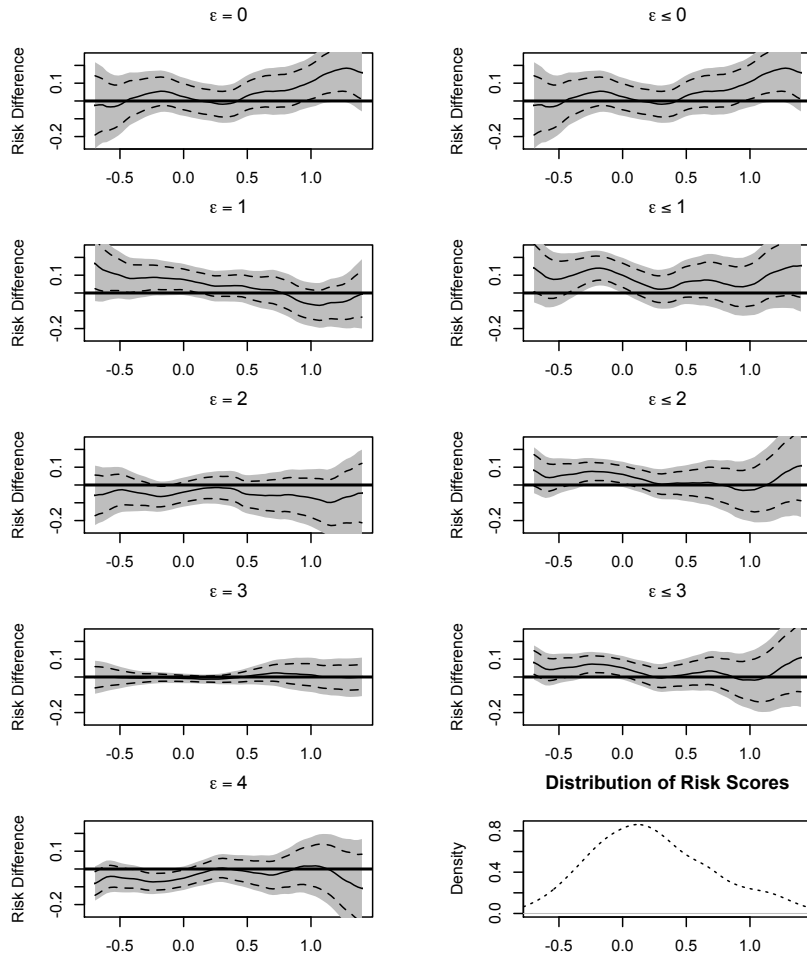 ε = 0
Risk Difference
0.1
-0.2
-0.5 0.0 0.5 1.0
ε ≤ 0
Risk Difference
0.1
-0.2
-0.5 0.0 0.5 1.0
ε = 1
Risk Difference
0.1
-0.2
-0.5 0.0 0.5 1.0
ε ≤ 1
Risk Difference
0.1
-0.2
-0.5 0.0 0.5 1.0
ε = 2
Risk Difference
0.1
-0.2
-0.5 0.0 0.5 1.0
ε ≤ 2
Risk Difference
0.1
-0.2
-0.5 0.0 0.5 1.0
ε = 3
Risk Difference
0.1
-0.2
-0.5 0.0 0.5 1.0
ε ≤ 3
Risk Difference
0.1
-0.2
-0.5 0.0 0.5 1.0
ε = 4
Risk Difference
0.1
-0.2
-0.5 0.0 0.5 1.0
Distribution of Risk Scores
Density
0.8
0.4
0.0
-0.5 0.0 0.5 1.0